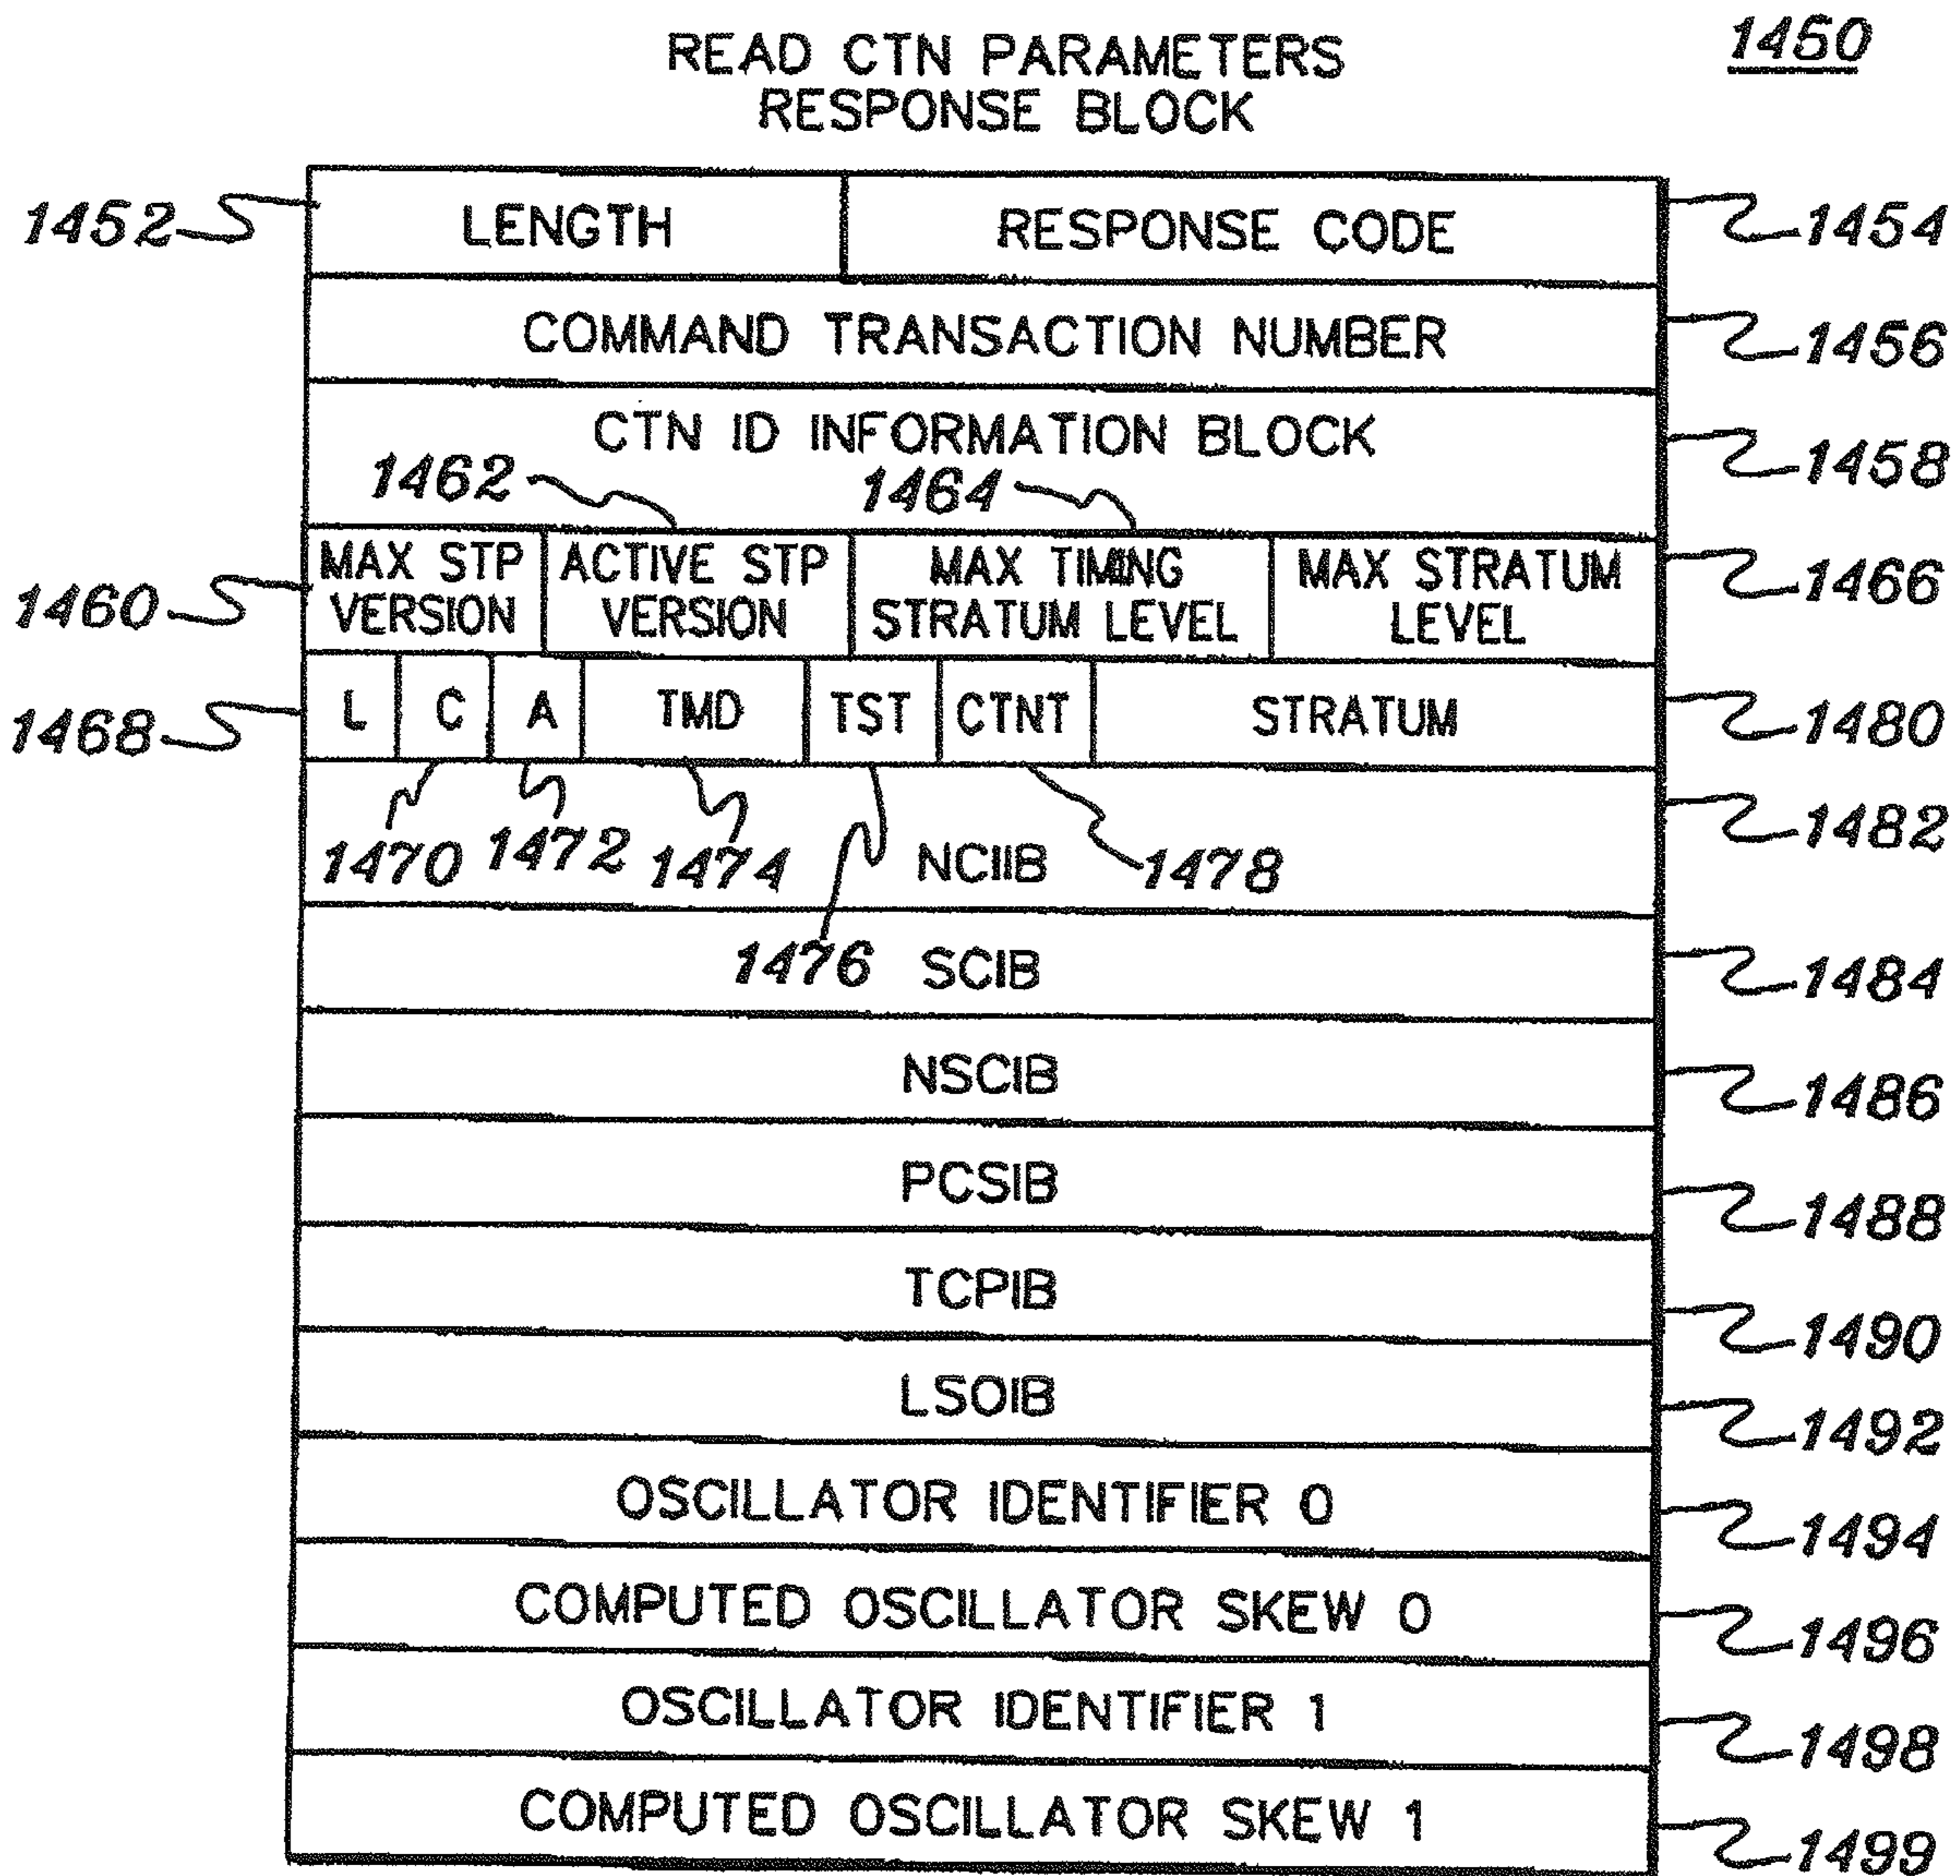 READ CTN PARAMETERS
RESPONSE BLOCK
1450
1452 LENGTH RESPONSE CODE 1454
COMMAND TRANSACTION NUMBER 1456
CTN ID INFORMATION BLOCK 1458
1462 1464
MAX STP ACTIVE STP MAX TIMING MAX STRATUM 1466
1460 VERSION VERSION STRATUM LEVEL LEVEL
1468 L C A TMD TST CTNT STRATUM 1480
1482
1470 1472 1474 NCIIB 1478
1476 SCIB 1484
NSCIB 1486
PCSIB 1488
TCPIB 1490
LSOIB 1492
OSCILLATOR IDENTIFIER 0 1494
COMPUTED OSCILLATOR SKEW 0 1496
OSCILLATOR IDENTIFIER 1 1498
COMPUTED OSCILLATOR SKEW 1 1499